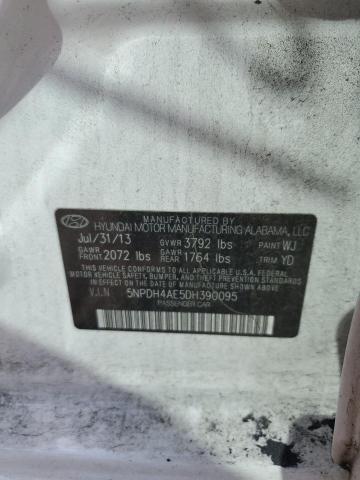 MANUFACTURED BY
HYUNDAI MOTOR MANUFACTURING ALABAMA, LLC
Jul/31/13 GVWR 3792 lbs PAINT WJ
GAWR FRONT 2072 lbs GAWR REAR 1764 lbs TRIM YD
THIS VEHICLE CONFORMS TO ALL APPLICABLE U.S. FEDERAL
MOTOR VEHICLE SAFETY, BUMPER, AND THEFT PREVENTION
STANDARDS IN EFFECT ON THE DATE OF MANUFACTURE
SHOWN ABOVE.
V.I.N 5NPDH4AE5DH390095
PASSENGER CAR